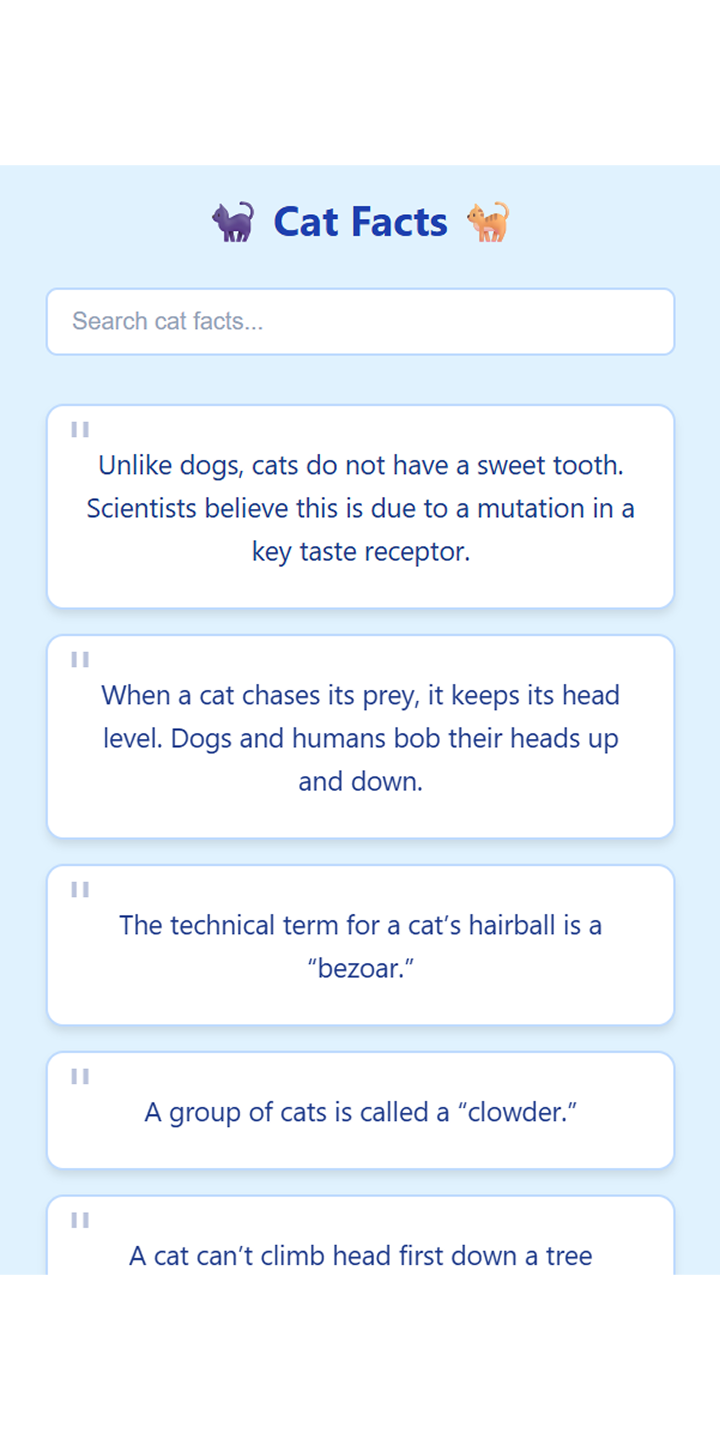 Cat Facts
Search cat facts...
"
Unlike dogs, cats do not have a sweet tooth.
Scientists believe this is due to a mutation in a
key taste receptor.
"
When a cat chases its prey, it keeps its head
level. Dogs and humans bob their heads up
and down.
"
The technical term for a cat’s hairball is a
“bezoar.”
"
A group of cats is called a “clowder.”
"
A cat can’t climb head first down a tree